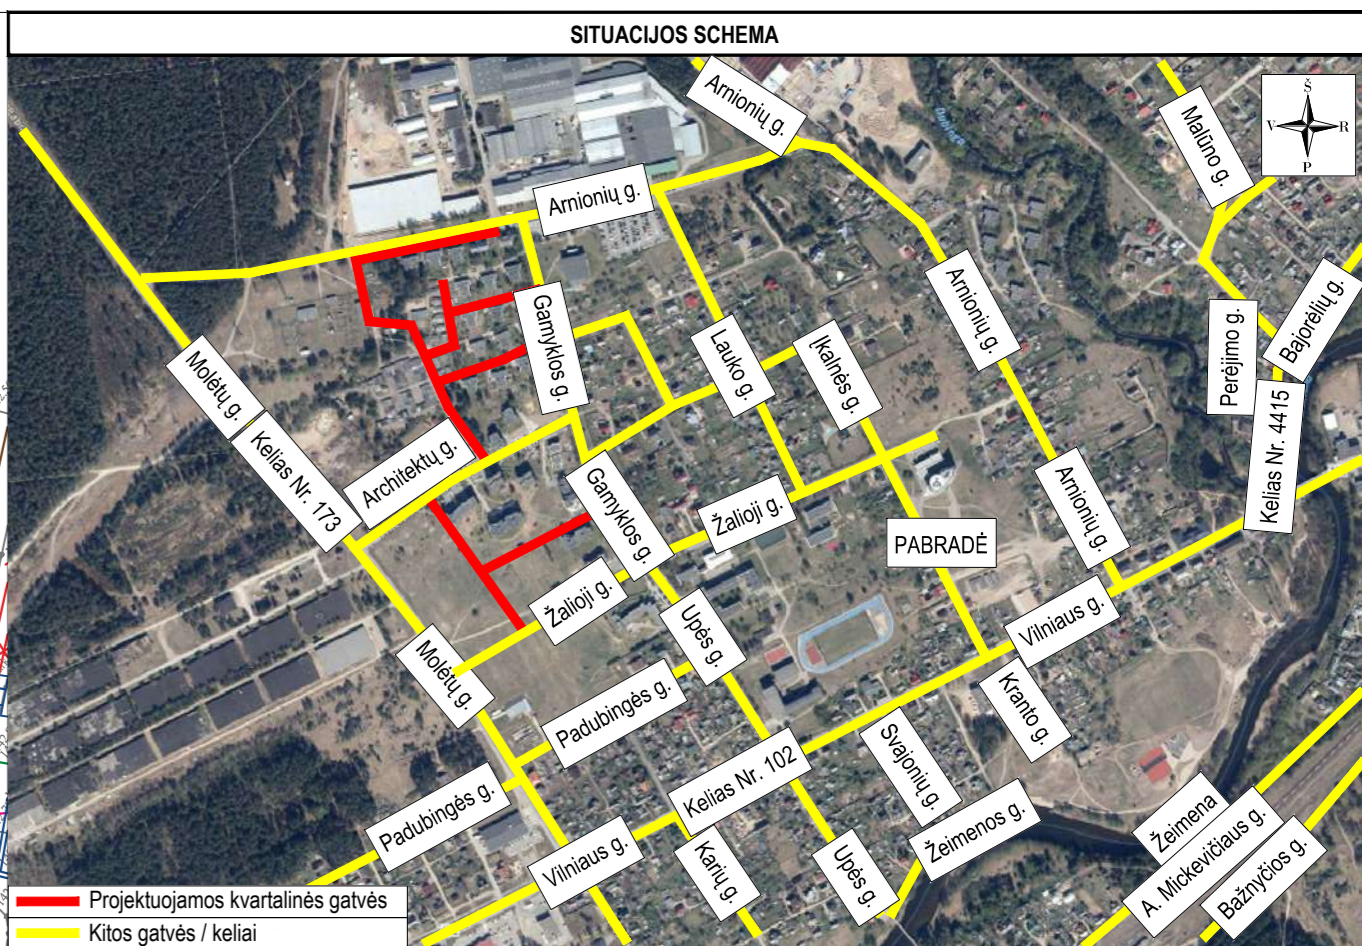 SITUACIJOS SCHEMA
Arnionių g.
Š
V
R
P
Malūno g.
Arnionių g.
Arnionių g.
Bajorėlių g.
Gamyklos g.
Perėjimo g.
Lauko g.
Įkalnės g.
Molėtų g.
Kelias Nr. 4415
Kelias Nr. 173
Architektų g.
Gamyklos g.
Arnionių g.
Žalioji g.
PABRADĖ
Žalioji g.
Upės g.
Vilniaus g.
Molėtų g.
Padubingės g.
Kranto g.
Svajonių g.
Kelias Nr. 102
Padubingės g.
Žeimenos g.
Žeimena
Vilniaus g.
Karių g.
Upės g.
A. Mickevičiaus g.
Bažnyčios g.
Projektuojamos kvartalinės gatvės
Kitos gatvės / keliai